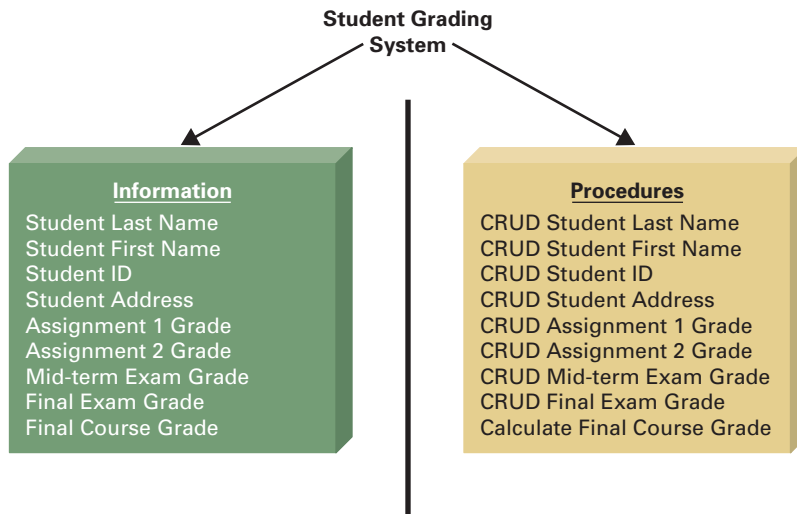 Student Grading
System
Information
Student Last Name
Student First Name
Student ID
Student Address
Assignment 1 Grade
Assignment 2 Grade
Mid-term Exam Grade
Final Exam Grade
Final Course Grade
Procedures
CRUD Student Last Name
CRUD Student First Name
CRUD Student ID
CRUD Student Address
CRUD Assignment 1 Grade
CRUD Assignment 2 Grade
CRUD Mid-term Exam Grade
CRUD Final Exam Grade
Calculate Final Course Grade